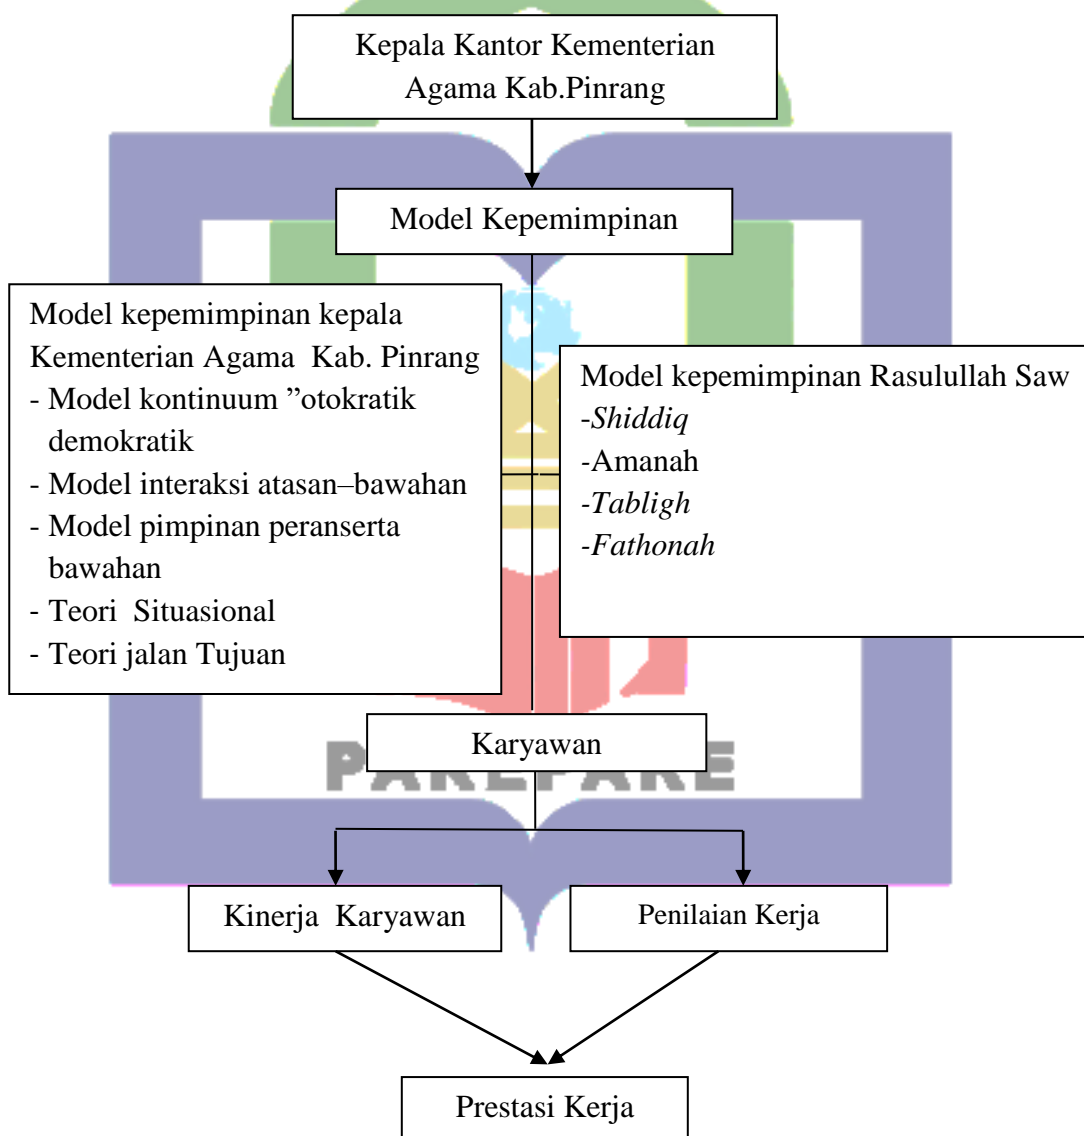 Kepala Kantor Kementerian
Agama Kab.Pinrang
Model Kepemimpinan
Model kepemimpinan kepala
Kementerian Agama Kab. Pinrang
- Model kontinuum ”otokratik
demokratik
- Model interaksi atasan–bawahan
- Model pimpinan peranserta
bawahan
- Teori Situasional
- Teori jalan Tujuan
Model kepemimpinan Rasulullah Saw
-Shiddiq
-Amanah
-Tabligh
-Fathonah
Karyawan
PAREPARE
Kinerja Karyawan
Penilaian Kerja
Prestasi Kerja